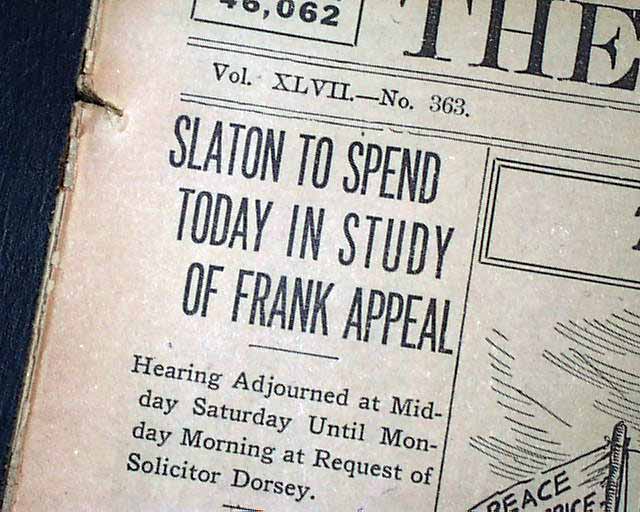 46,062
THE
Vol. XLVII.—No. 363.
SLATON TO SPEND
TODAY IN STUDY
OF FRANK APPEAL
Hearing Adjourned at Mid-
day Saturday Until Mon-
day Morning at Request of
Solicitor Dorsey.
PEACE